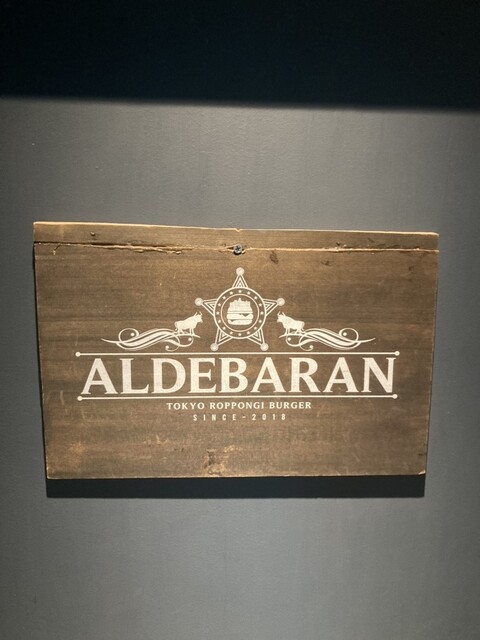 ALDEBARAN
TOKYO ROPPONGI BURGER
SINCE-2018